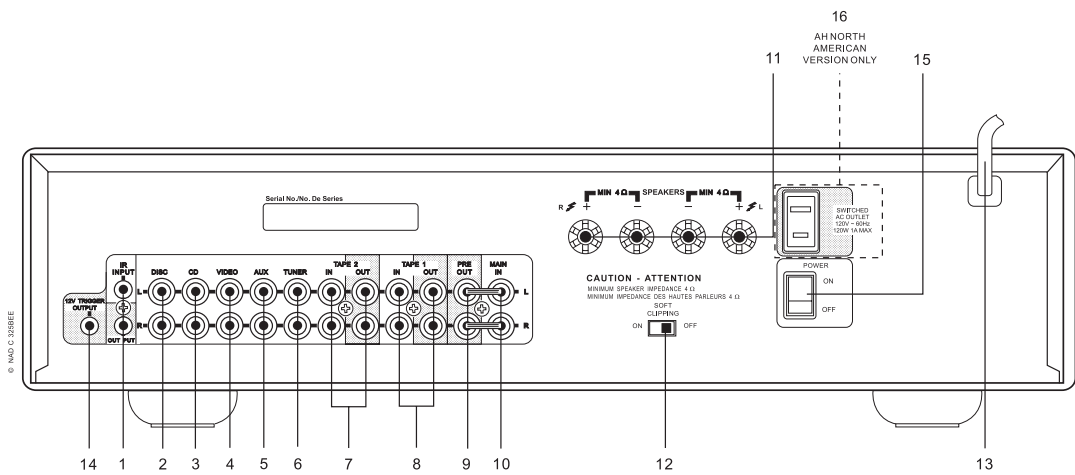 16
AH NORTH
AMERICAN
VERSION ONLY
11
15
Serial No./No. De Series
R + MIN 4 Ω - SPEAKERS - MIN 4 Ω + L
SWITCHED
AC OUTLET
120V ~ 60Hz
120W 1A MAX
POWER
ON
OFF
CAUTION - ATTENTION
MINIMUM SPEAKER IMPEDANCE 4 Ω
MINIMUM IMPEDANCE DES HAUTES PARLEURS 4 Ω
SOFT
CLIPPING
ON OFF
IR
INPUT
DISC CD VIDEO AUX TUNER
TAPE 2
IN OUT
TAPE 1
IN OUT
PRE
OUT
MAIN
IN
L L
12V TRIGGER
OUTPUT
R R
OUTPUT
© NAD C 325BEE
14 1 2 3 4 5 6 7 8 9 10 12 13